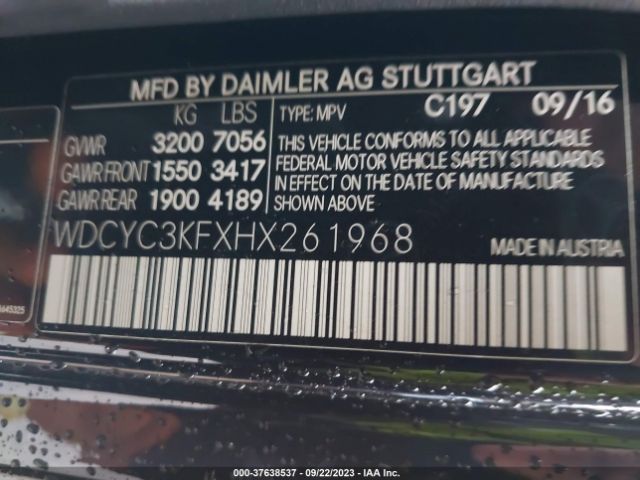 MFD BY DAIMLER AG STUTTGART
KG LBS TYPE: MPV C197 09/16
GVWR 3200 7056
GAWR FRONT 1550 3417
GAWR REAR 1900 4189
THIS VEHICLE CONFORMS TO ALL APPLICABLE
FEDERAL MOTOR VEHICLE SAFETY STANDARDS
IN EFFECT ON THE DATE OF MANUFACTURE
SHOWN ABOVE
WDCYC3KFXHX261968 MADE IN AUSTRIA
000-37638537 - 09/22/2023 - IAA Inc.